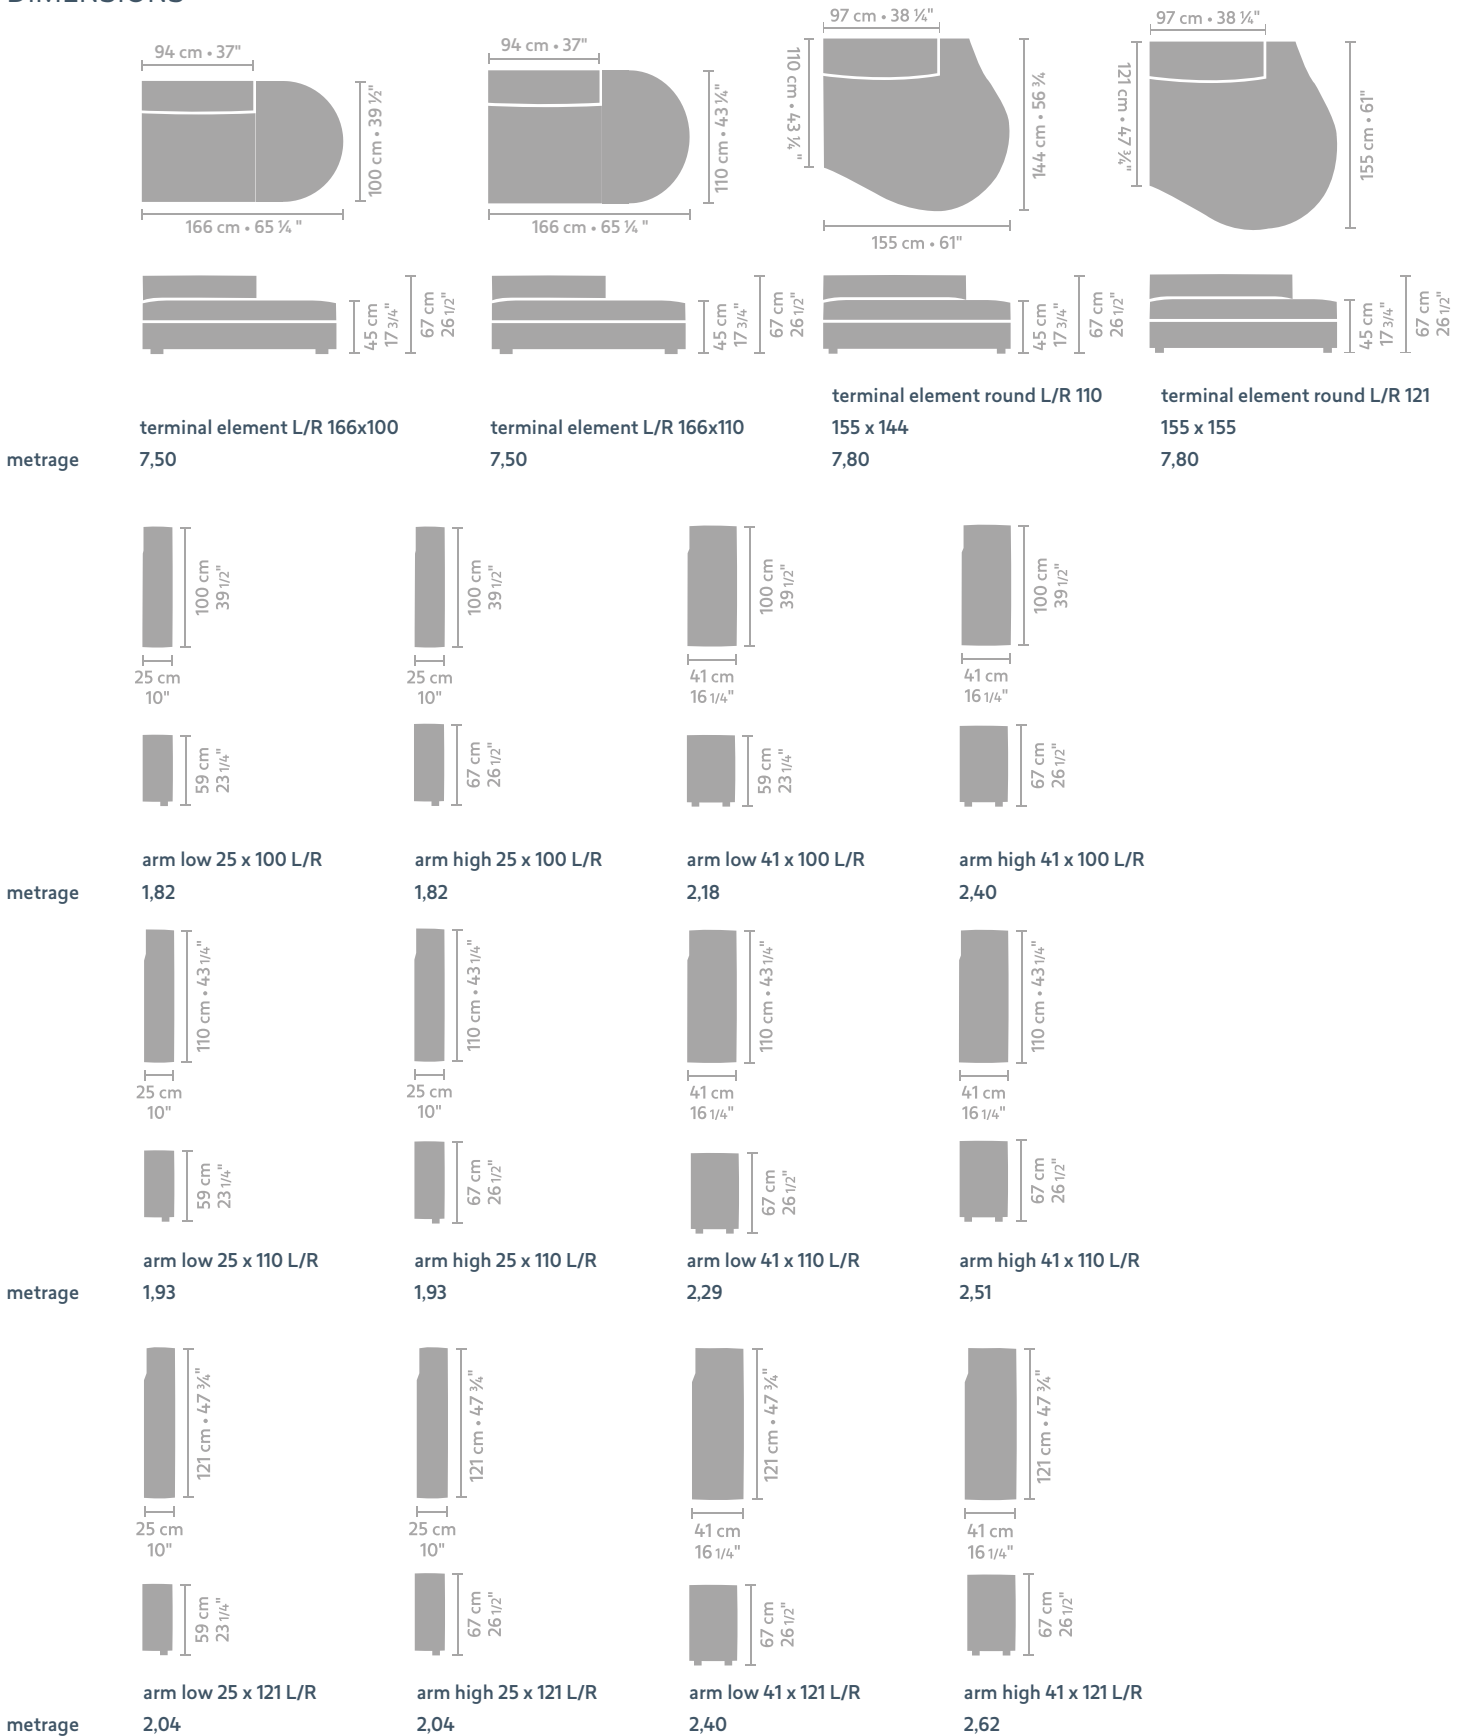 DIMENSIONS
94 cm • 37"
94 cm • 37"
97 cm • 38 ¼"
97 cm • 38 ¼"
100 cm • 39 ½"
110 cm • 43 ¼"
110 cm • 43 ¼"
144 cm • 56 ¾
121 cm • 47 ¾"
155 cm • 61"
166 cm • 65 ¼ "
166 cm • 65 ¼ "
155 cm • 61"
45 cm
17 3/4"
67 cm
26 1/2"
45 cm
17 3/4"
67 cm
26 1/2"
45 cm
17 3/4"
67 cm
26 1/2"
45 cm
17 3/4"
67 cm
26 1/2"
terminal element L/R 166x100
terminal element L/R 166x110
terminal element round L/R 110
155 x 144
terminal element round L/R 121
155 x 155
metrage 7,50 7,50 7,80 7,80
100 cm
39 1/2"
100 cm
39 1/2"
100 cm
39 1/2"
100 cm
39 1/2"
25 cm
10"
25 cm
10"
41 cm
16 1/4"
41 cm
16 1/4"
59 cm
23 1/4"
67 cm
26 1/2"
59 cm
23 1/4"
67 cm
26 1/2"
arm low 25 x 100 L/R arm high 25 x 100 L/R arm low 41 x 100 L/R arm high 41 x 100 L/R
metrage 1,82 1,82 2,18 2,40
110 cm • 43 1/4"
110 cm • 43 1/4"
110 cm • 43 1/4"
110 cm • 43 1/4"
25 cm
10"
25 cm
10"
41 cm
16 1/4"
41 cm
16 1/4"
59 cm
23 1/4"
67 cm
26 1/2"
67 cm
26 1/2"
67 cm
26 1/2"
arm low 25 x 110 L/R arm high 25 x 110 L/R arm low 41 x 110 L/R arm high 41 x 110 L/R
metrage 1,93 1,93 2,29 2,51
121 cm • 47 ¾"
121 cm • 47 ¾"
121 cm • 47 ¾"
121 cm • 47 ¾"
25 cm
10"
25 cm
10"
41 cm
16 1/4"
41 cm
16 1/4"
59 cm
23 1/4"
67 cm
26 1/2"
67 cm
26 1/2"
67 cm
26 1/2"
arm low 25 x 121 L/R arm high 25 x 121 L/R arm low 41 x 121 L/R arm high 41 x 121 L/R
metrage 2,04 2,04 2,40 2,62